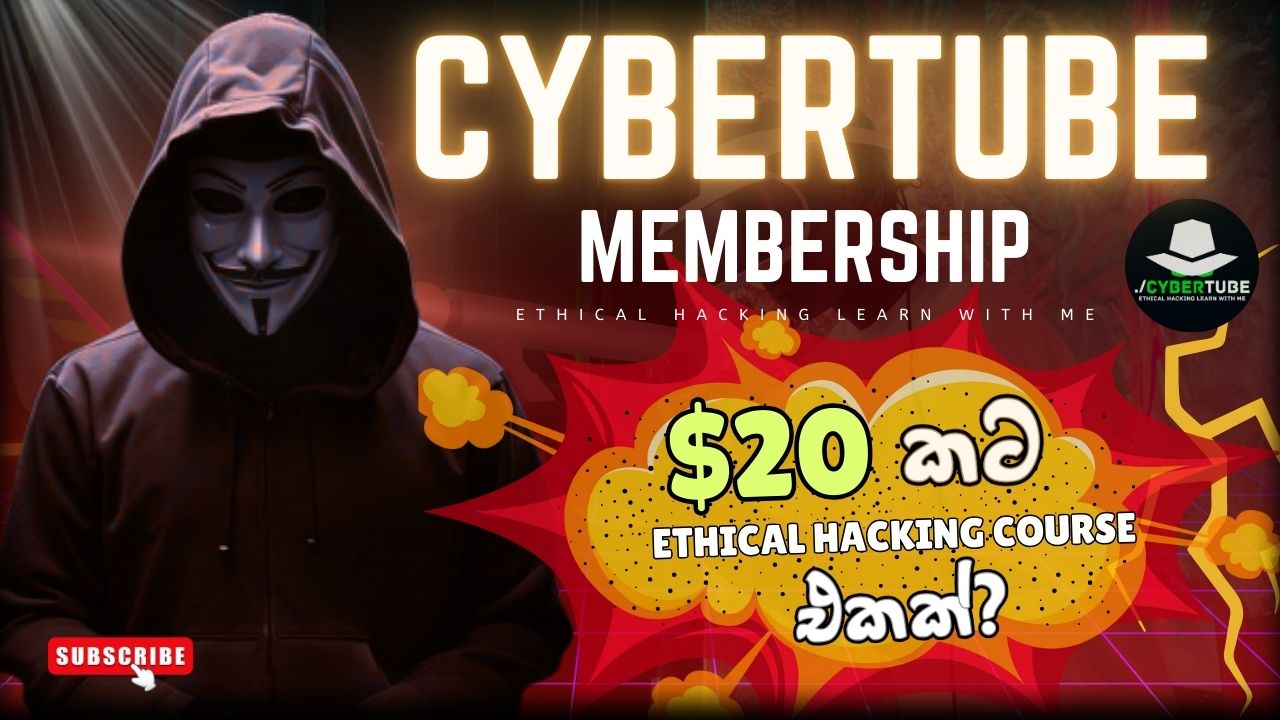 CYBERTUBE
MEMBERSHIP
ETHICAL HACKING LEARN WITH ME
./CYBERTUBE
ETHICAL HACKING LEARN WITH ME
$20 කට
ETHICAL HACKING COURSE
එකක්?
SUBSCRIBE